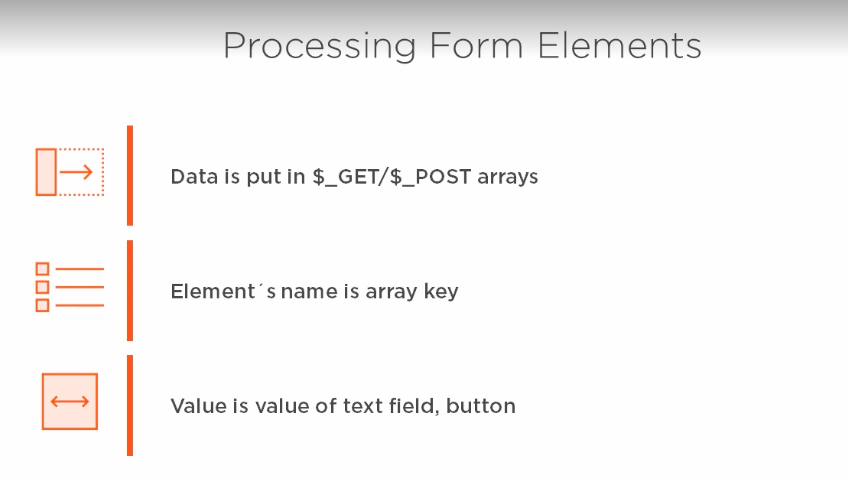 Processing Form Elements
Data is put in $_GET/$_POST arrays
Element´s name is array key
Value is value of text field, button